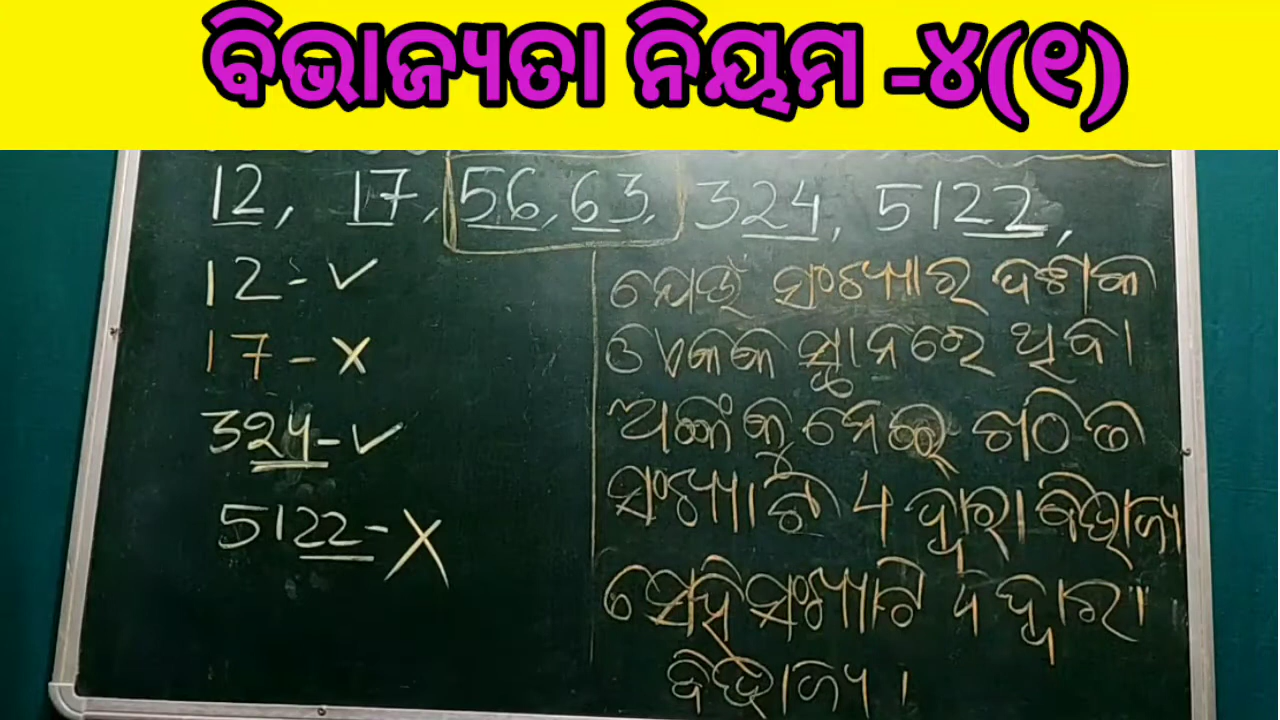 ବିଭାଜ୍ୟତା ନିୟମ -୪(୧)
12, 17, 56, 63, 324, 5122,
12 - ✓
17 - X
324 - ✓
5122 - X
ଯେଉଁ ସଂଖ୍ୟାର ଦଶକ
ଓ ଏକକ ସ୍ଥାନରେ ଥିବା
ଅଙ୍କକୁ ନେଇ ଗଠିତ
ସଂଖ୍ୟାଟି 4 ଦ୍ୱାରା ବିଭାଜ୍ୟ
ସେହି ସଂଖ୍ୟାଟି 4 ଦ୍ୱାରା
ବିଭାଜ୍ୟ ।